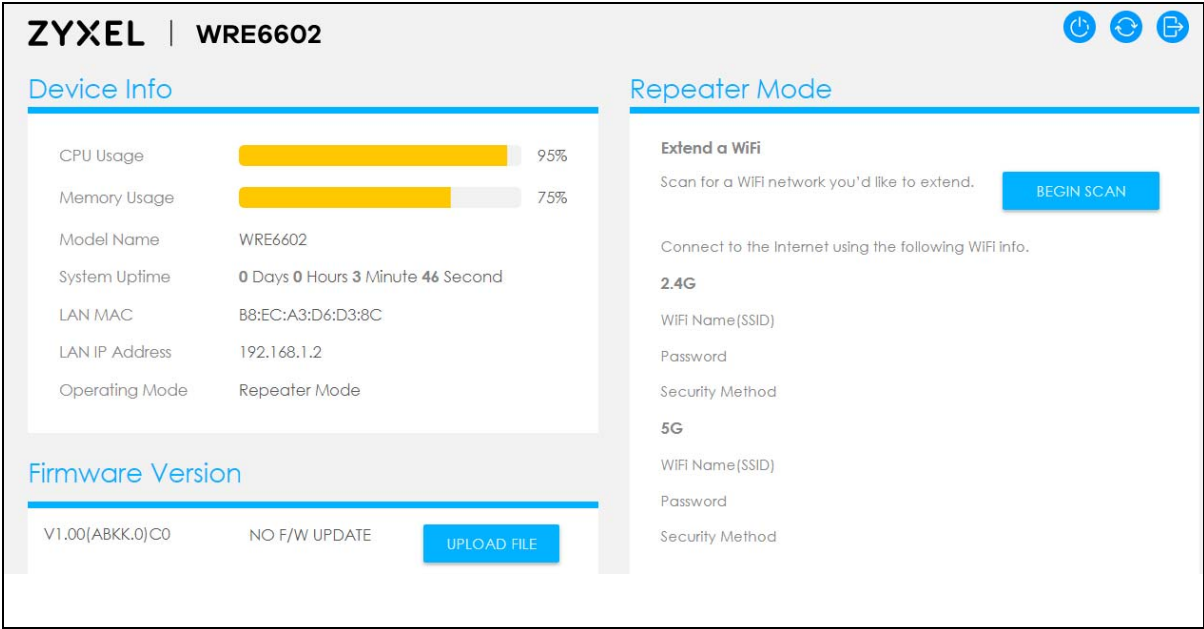 ZYXEL | WRE6602
Device Info
CPU Usage 95%
Memory Usage 75%
Model Name WRE6602
System Uptime 0 Days 0 Hours 3 Minute 46 Second
LAN MAC B8:EC:A3:D6:D3:8C
LAN IP Address 192.168.1.2
Operating Mode Repeater Mode
Firmware Version
V1.00(ABKK.0)C0 NO F/W UPDATE UPLOAD FILE
Repeater Mode
Extend a WiFi
Scan for a WiFi network you'd like to extend. BEGIN SCAN
Connect to the Internet using the following WiFi info.
2.4G
WiFi Name(SSID)
Password
Security Method
5G
WiFi Name(SSID)
Password
Security Method